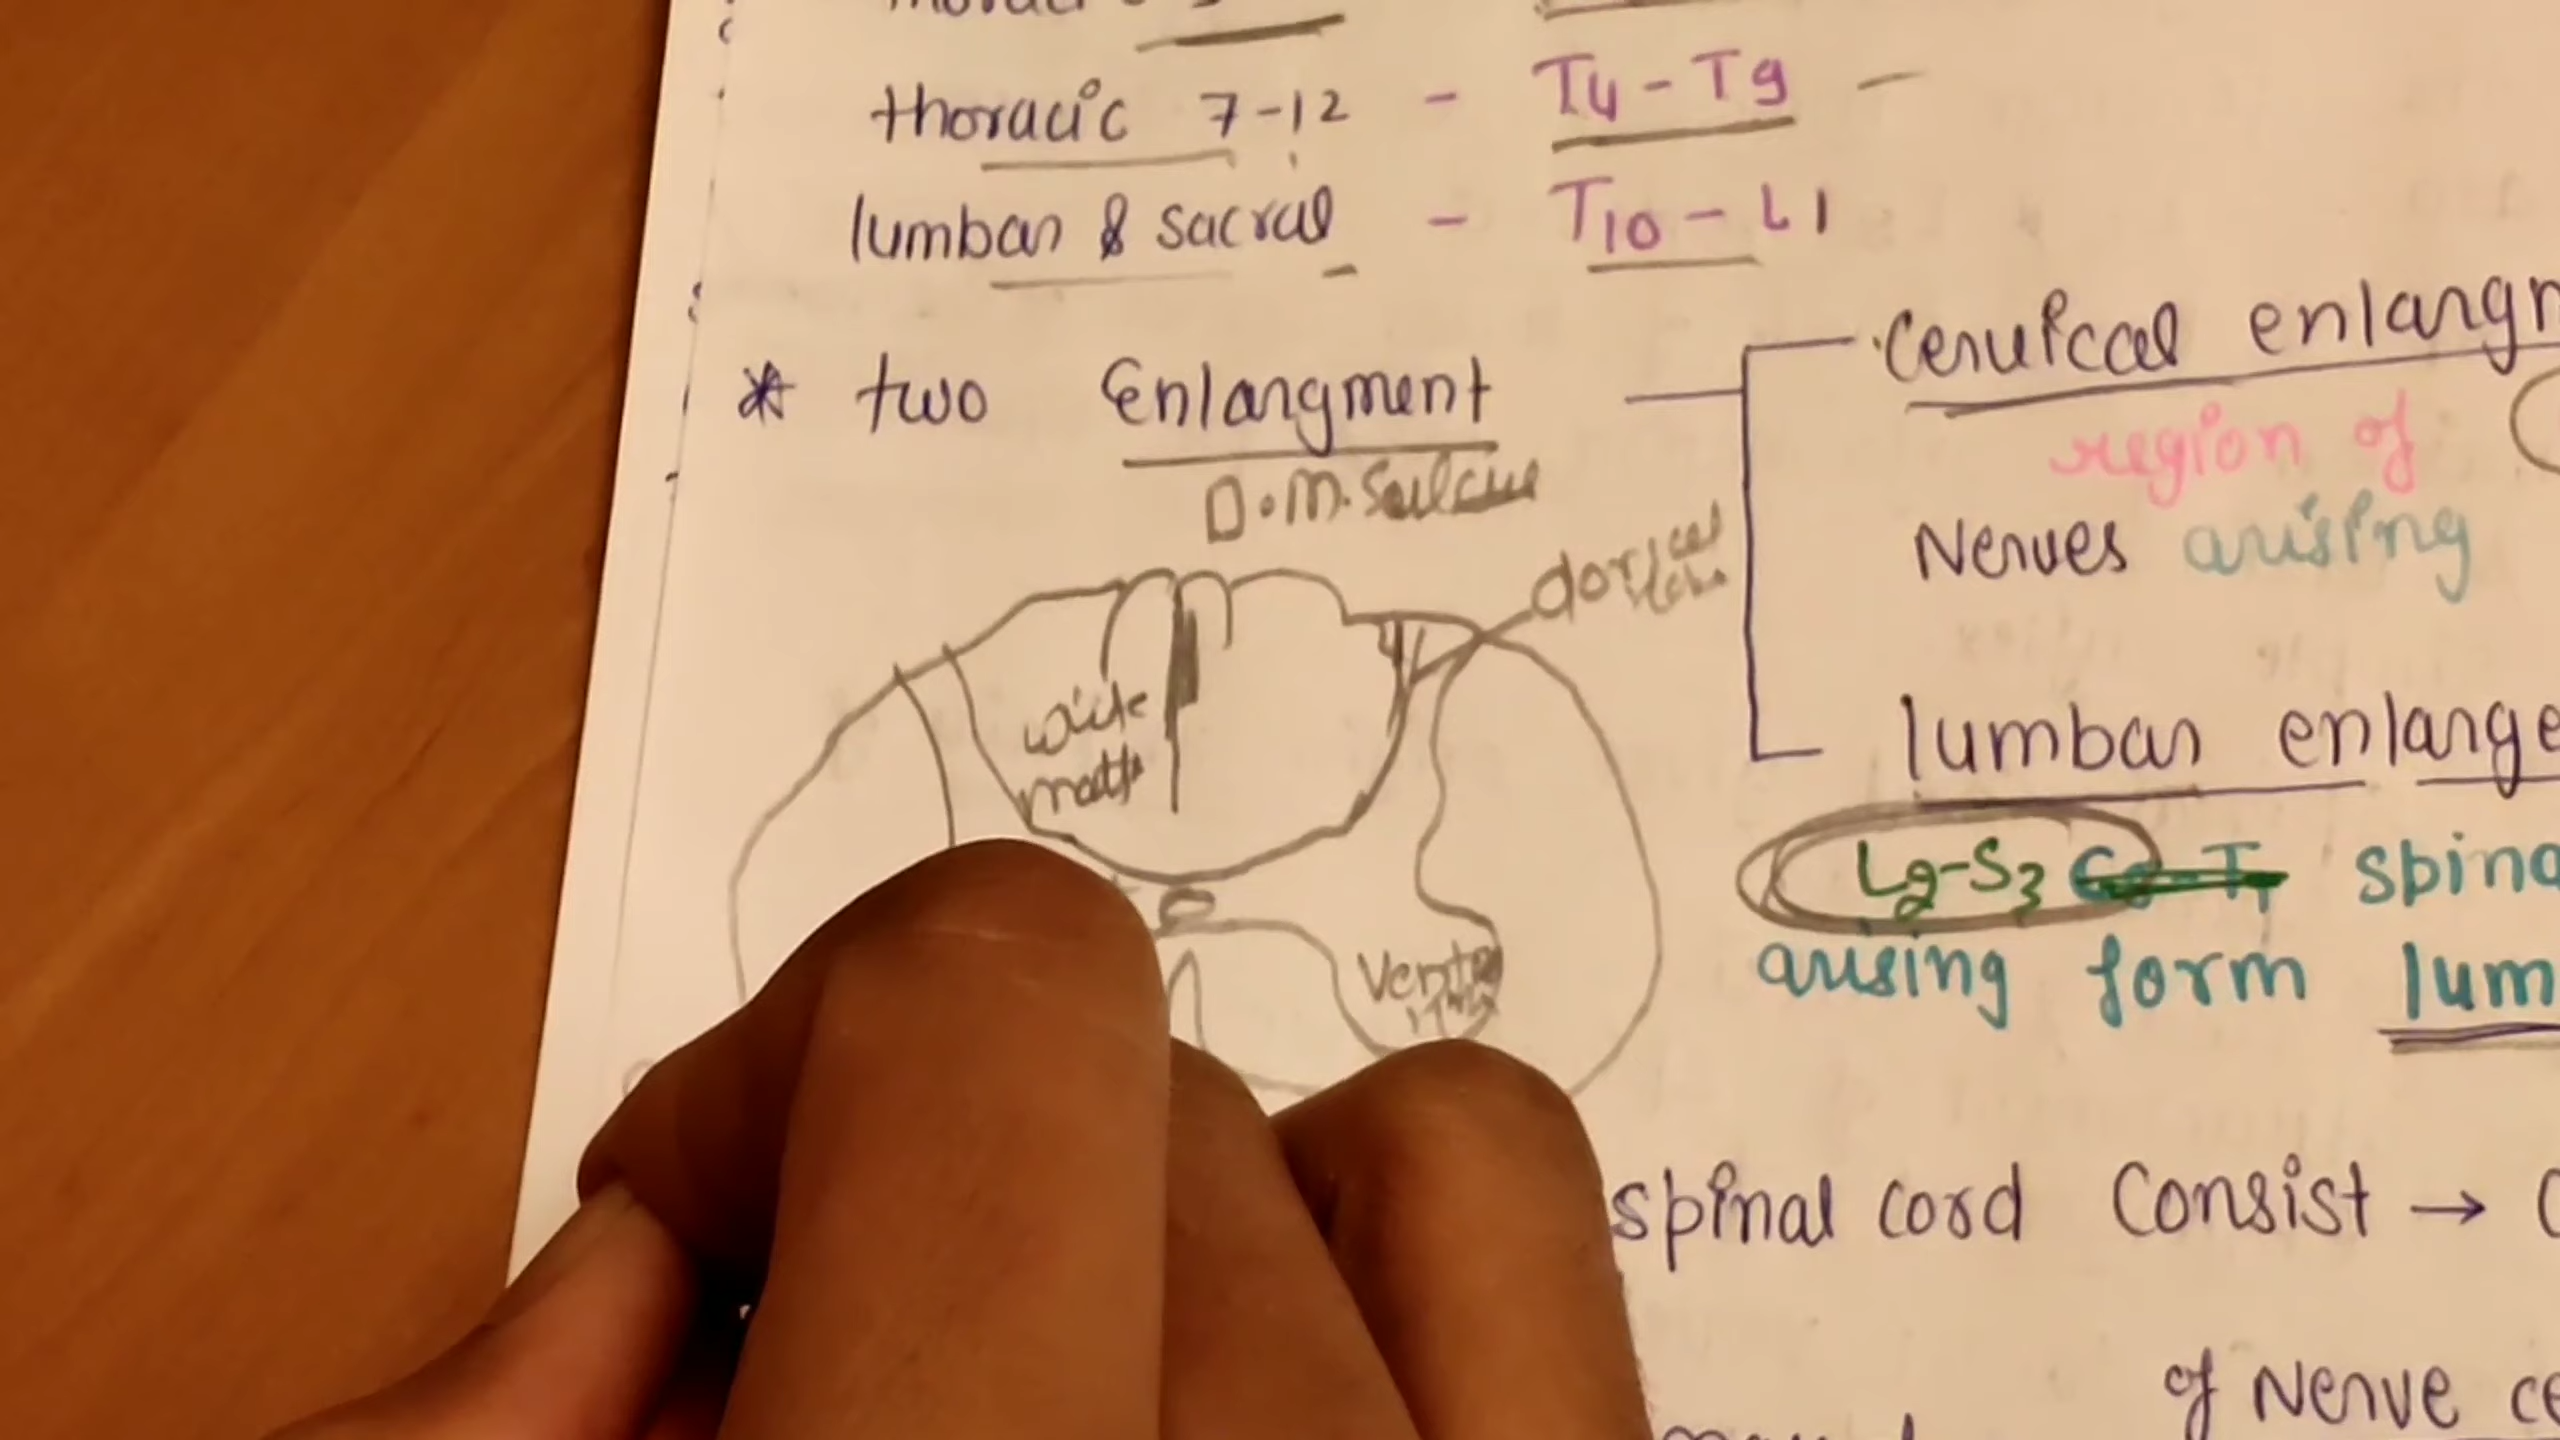 thoracic 7-12 - T4 - T9 -
lumbar & sacral - T10 - L1
* two Enlargment
Cervical enlargm
region of
Nerves arising
D.M. Sulcus
dorsal
white
matter
Ventral
lumbar enlarge
L2-S3 spina
arising form lum
spinal cord Consist → C
of Nerve ce